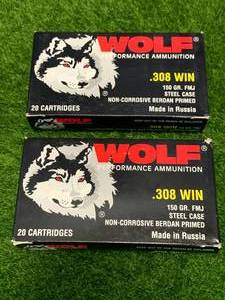 WOLF
PERFORMANCE AMMUNITION
.308 WIN
150 GR. FMJ
STEEL CASE
NON-CORROSIVE BERDAN PRIMED
20 CARTRIDGES
Made in Russia
WOLF
PERFORMANCE AMMUNITION
.308 WIN
150 GR. FMJ
STEEL CASE
NON-CORROSIVE BERDAN PRIMED
20 CARTRIDGES
Made in Russia